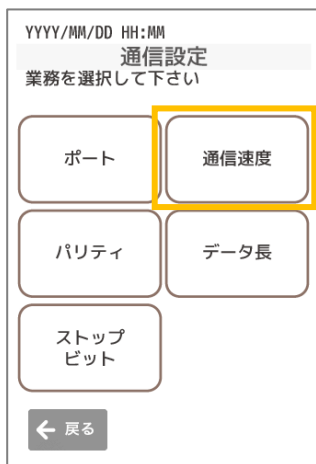 YYYY/MM/DD HH:MM
通信設定
業務を選択して下さい
ポート
通信速度
パリティ
データ長
ストップ
ビット
戻る